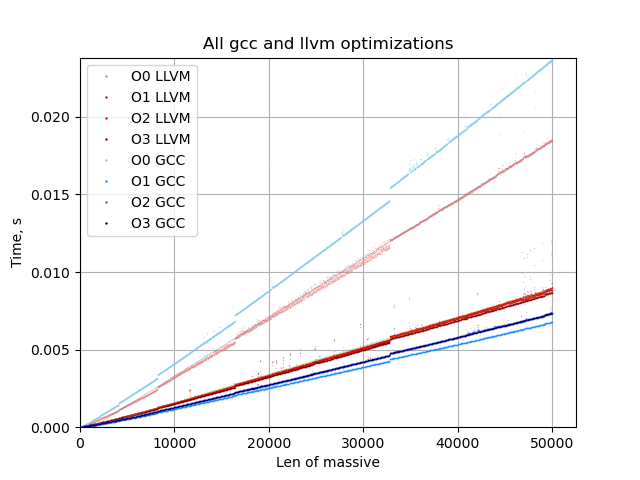 All gcc and llvm optimizations
O0 LLVM
O1 LLVM
O2 LLVM
O3 LLVM
O0 GCC
O1 GCC
O2 GCC
O3 GCC
Time, s
0.020
0.015
0.010
0.005
0.000
0 10000 20000 30000 40000 50000
Len of massive